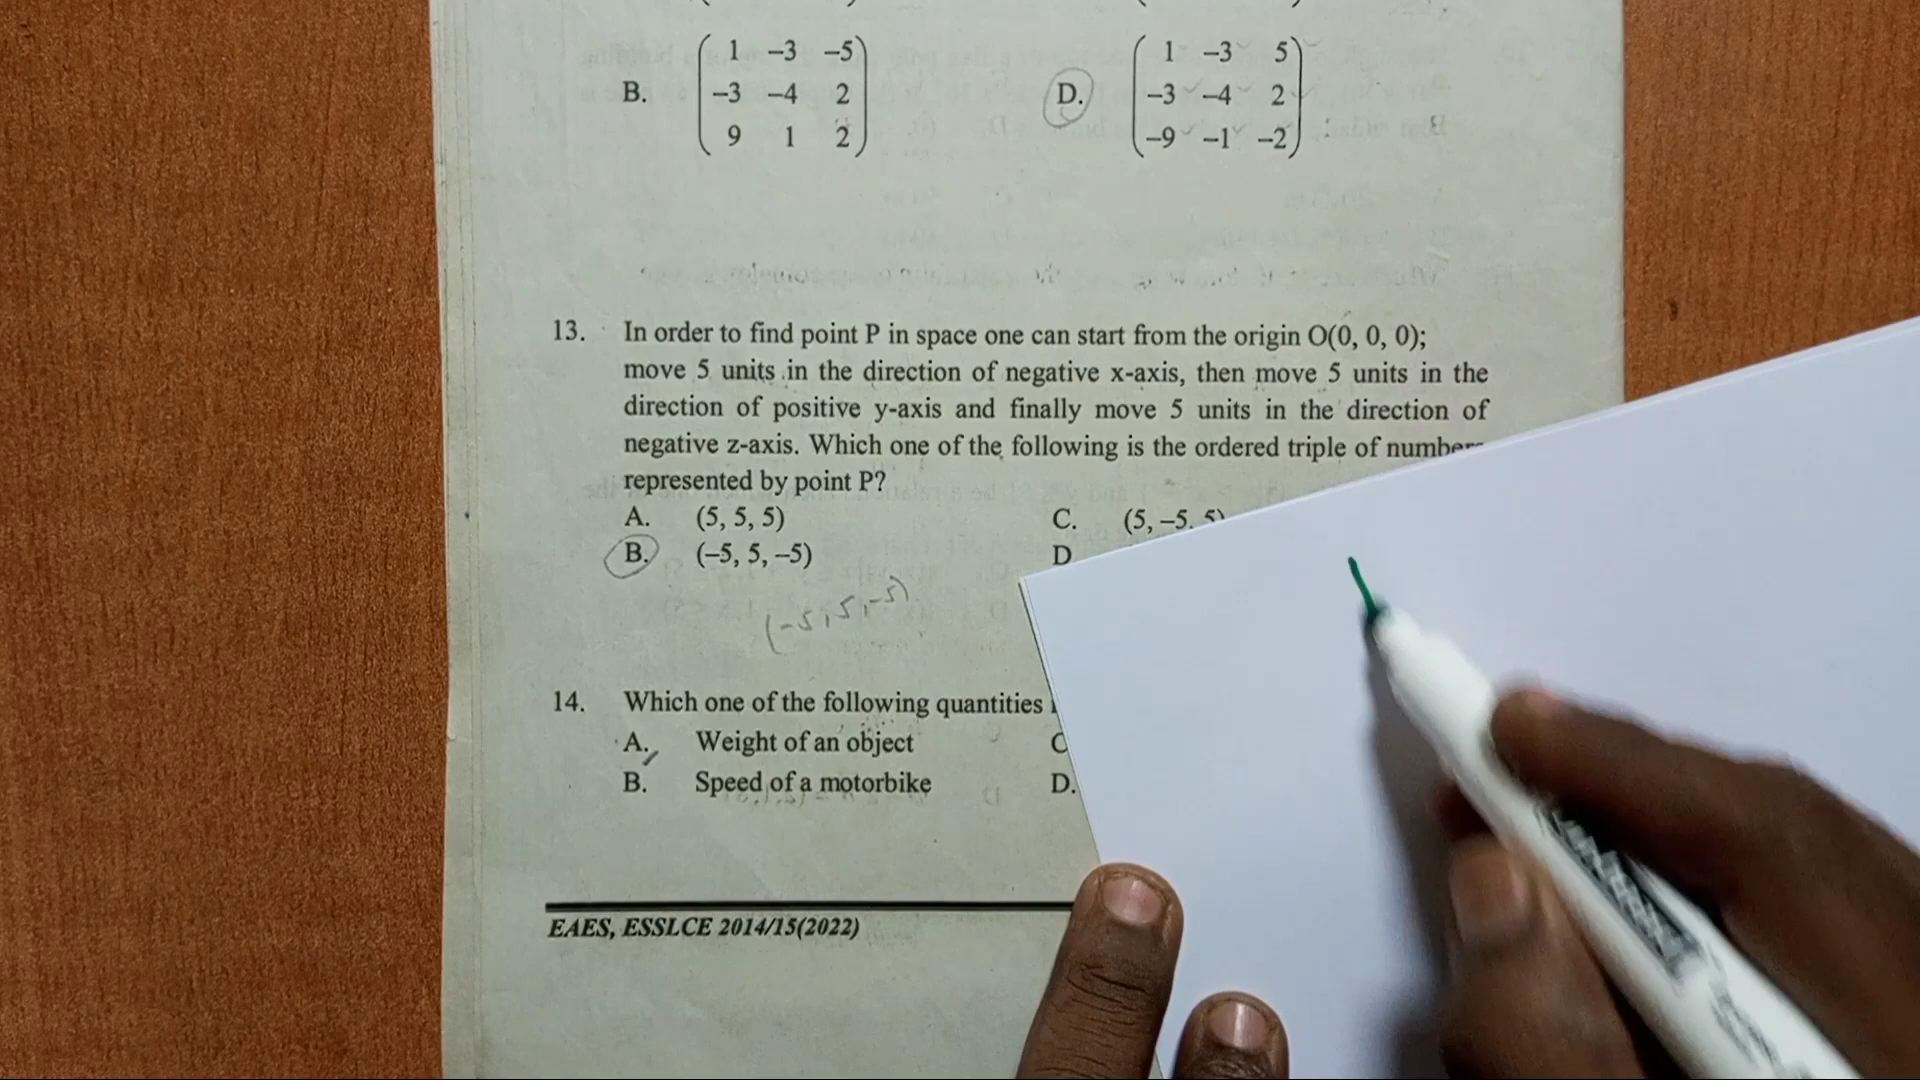 B. ( 1 −3 −5
−3 −4 2
9 1 2 )
D. ( 1 −3 5
−3 −4 2
−9 −1 −2 )
13. In order to find point P in space one can start from the origin O(0, 0, 0);
move 5 units in the direction of negative x-axis, then move 5 units in the
direction of positive y-axis and finally move 5 units in the direction of
negative z-axis. Which one of the following is the ordered triple of
represented by point P?
A. (5, 5, 5) C. (5, −5, 5)
B. (−5, 5, −5) D
(−5, 5, −5)
14. Which one of the following quantities
A. Weight of an object C
B. Speed of a motorbike D.
EAES, ESSLCE 2014/15(2022)